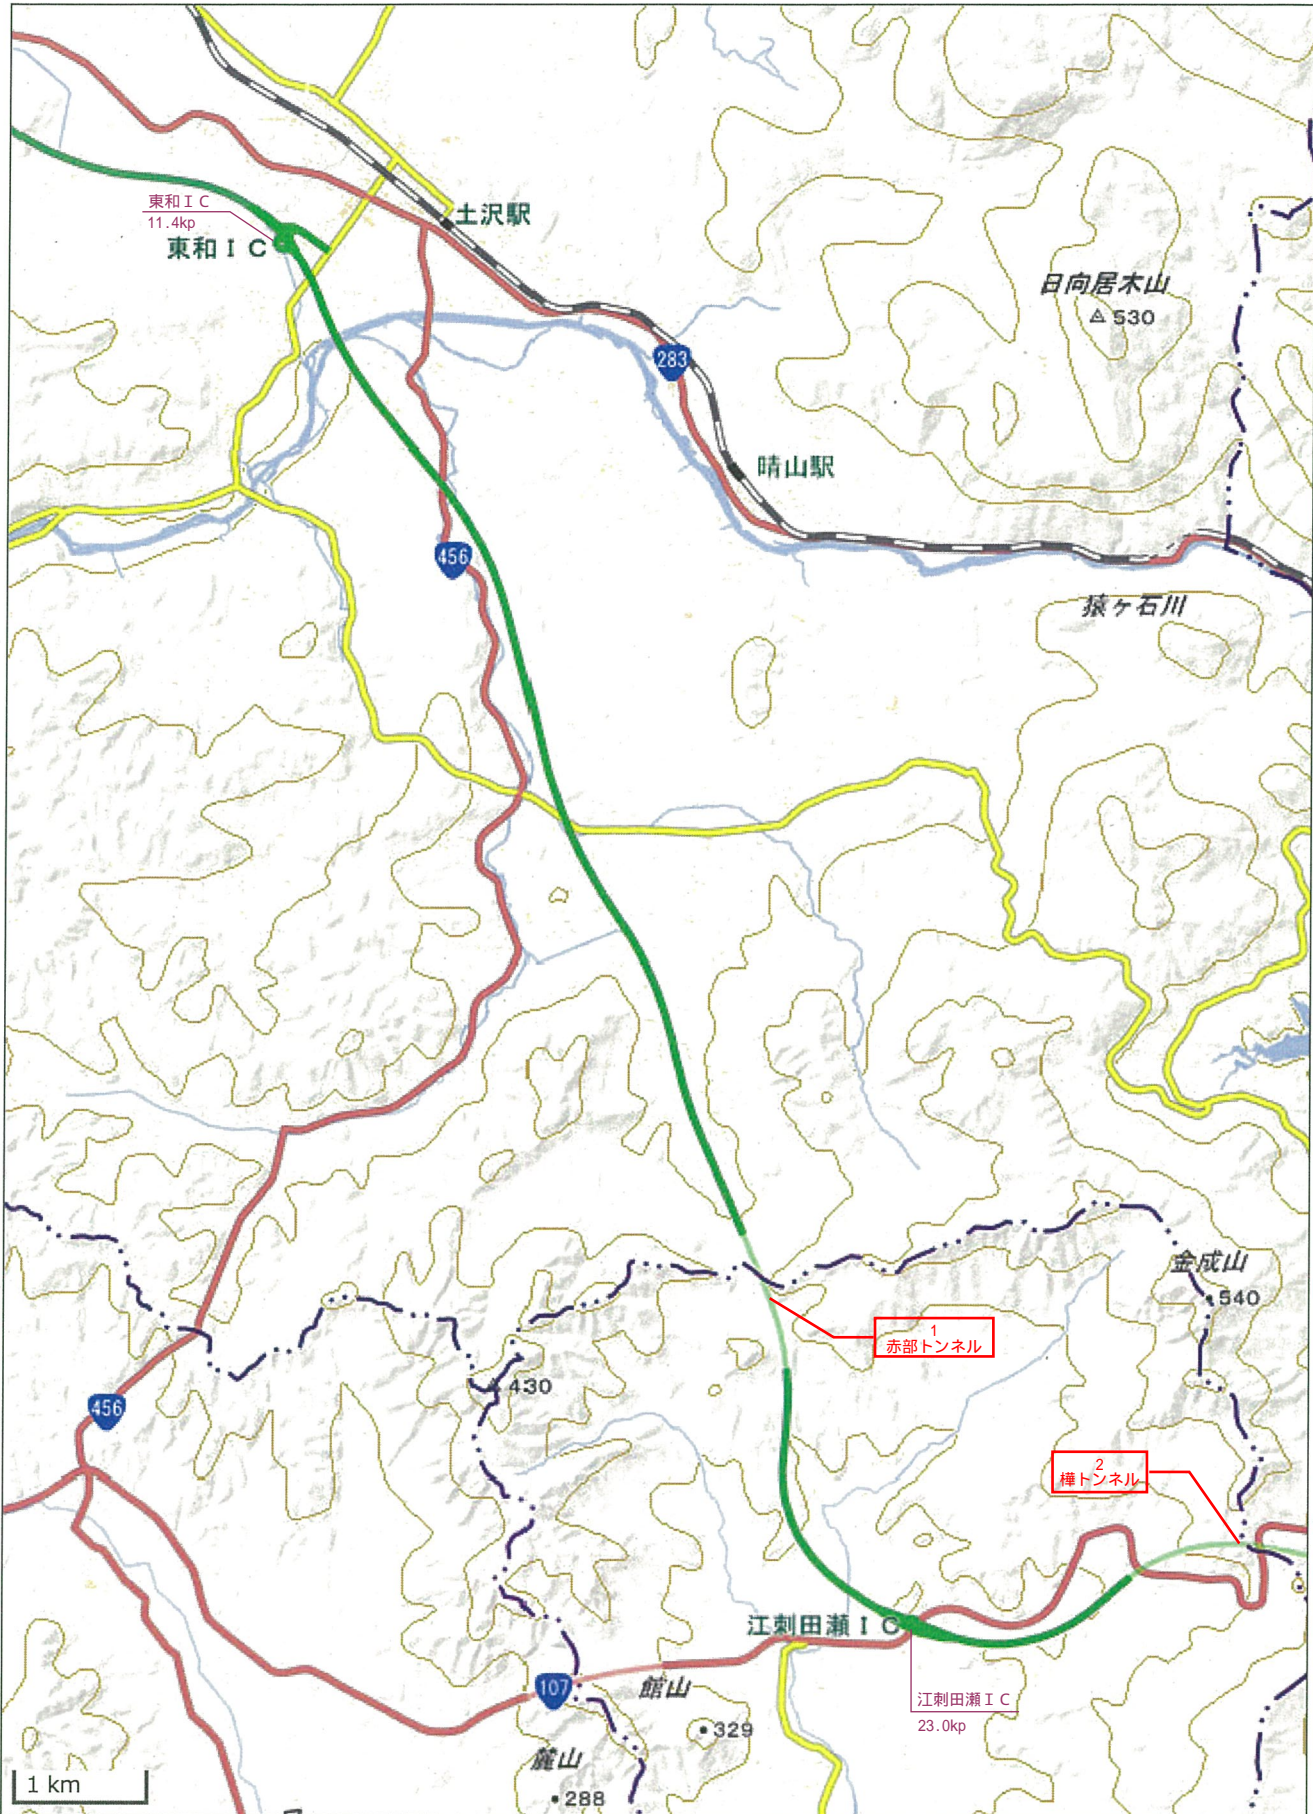 東和ＩＣ
11.4kp
東和ＩＣ
土沢駅
日向居木山
530
283
晴山駅
456
猿ヶ石川
金成山
540
1
赤部トンネル
430
456
2
樺トンネル
江刺田瀬ＩＣ
107
館山
江刺田瀬ＩＣ
23.0kp
329
麓山
1 km
288